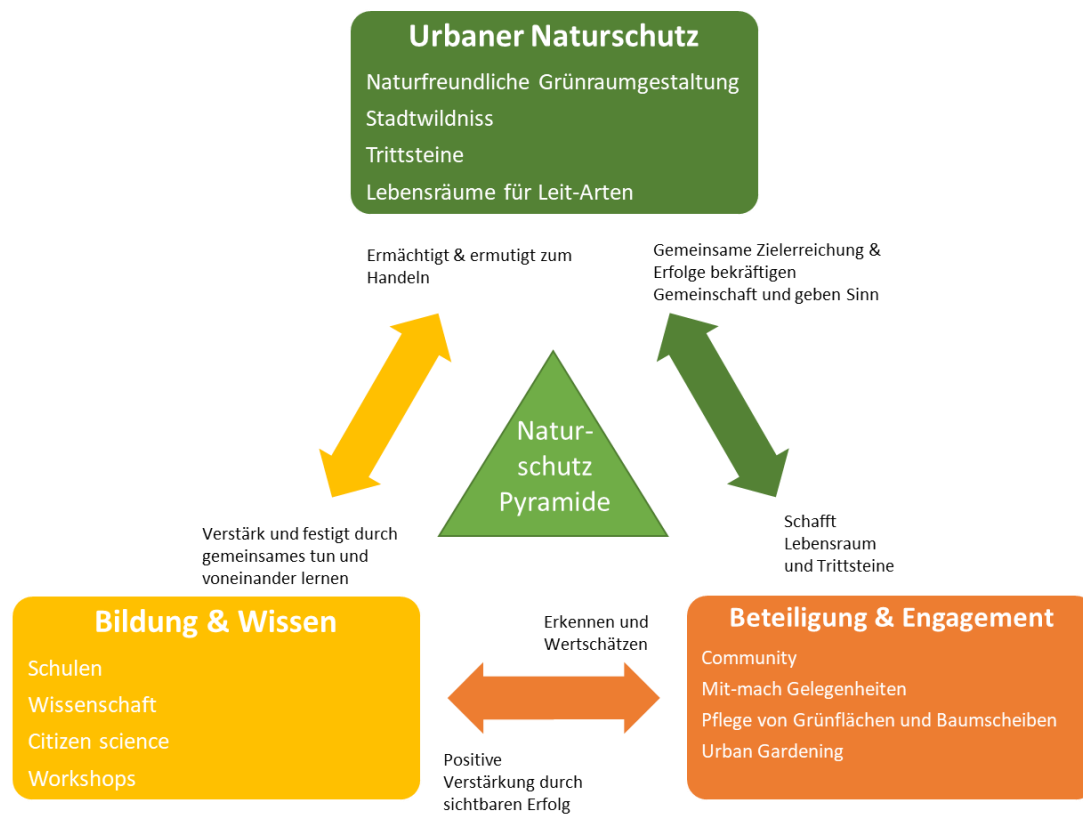 Urbaner Naturschutz
Naturfreundliche Grünraumgestaltung
Stadtwildniss
Trittsteine
Lebensräume für Leit-Arten
Ermächtigt & ermutigt zum
Handeln
Gemeinsame Zielerreichung &
Erfolge bekräftigen
Gemeinschaft und geben Sinn
Natur-
schutz
Pyramide
Verstärk und festigt durch
gemeinsames tun und
voneinander lernen
Schafft
Lebensraum
und Trittsteine
Bildung & Wissen
Schulen
Wissenschaft
Citizen science
Workshops
Erkennen und
Wertschätzen
Positive
Verstärkung durch
sichtbaren Erfolg
Beteiligung & Engagement
Community
Mit-mach Gelegenheiten
Pflege von Grünflächen und Baumscheiben
Urban Gardening